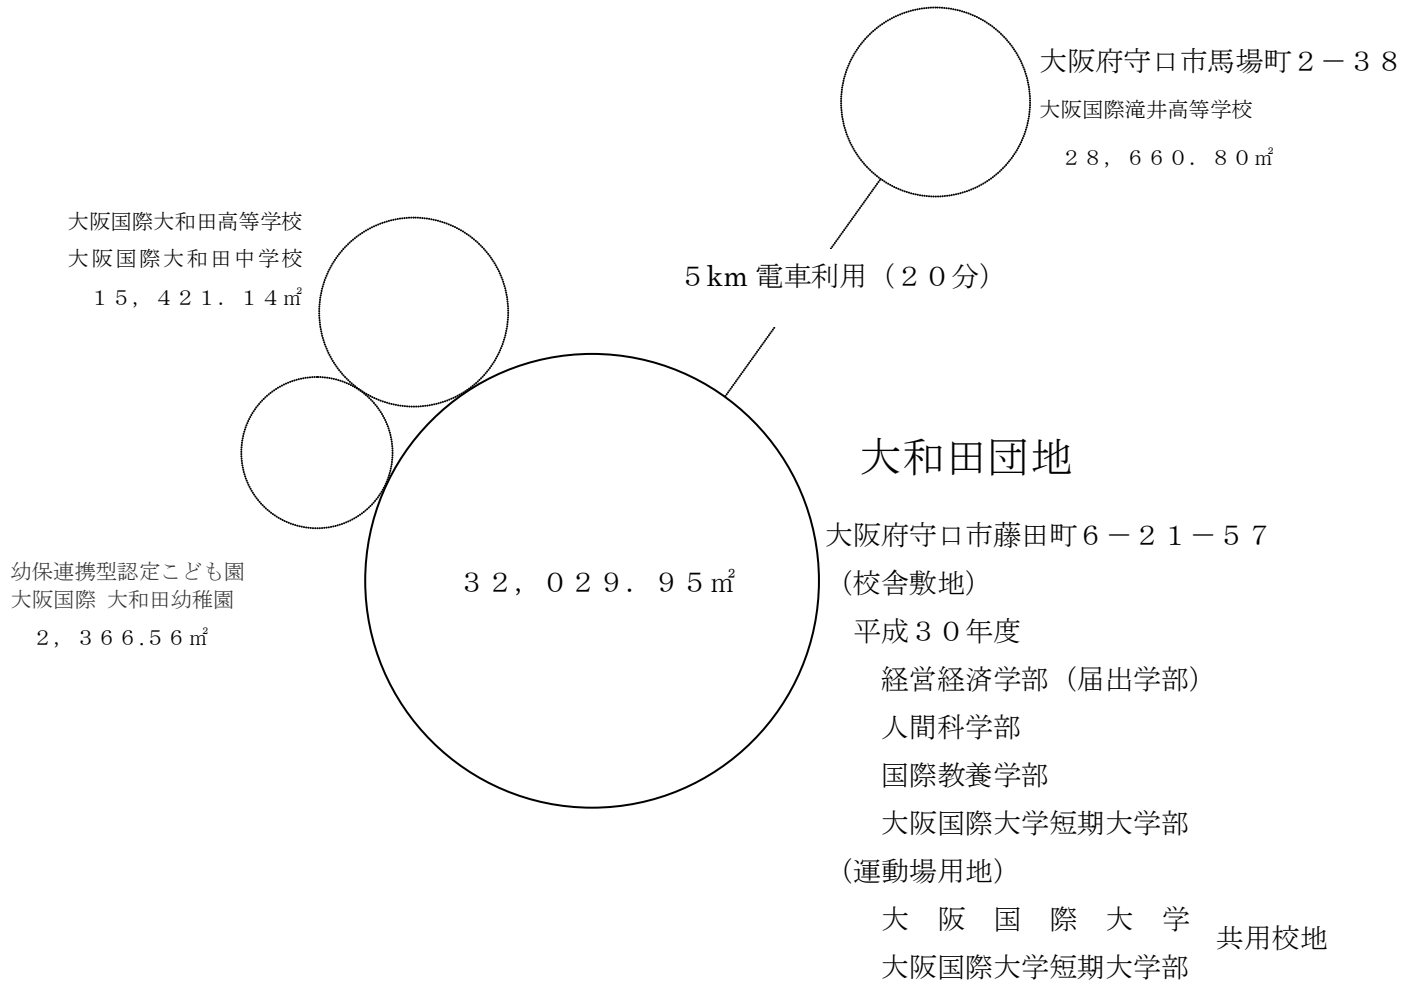 大阪府守口市馬場町２－３８
大阪国際滝井高等学校
２８，６６０．８０㎡
大阪国際大和田高等学校
大阪国際大和田中学校
１５，４２１．１４㎡
５km 電車利用（２０分）
大和田団地
大阪府守口市藤田町６－２１－５７
（校舎敷地）
３２，０２９．９５㎡
幼保連携型認定こども園
大阪国際 大和田幼稚園
２，３６６.５６㎡
平成３０年度
経営経済学部（届出学部）
人間科学部
国際教養学部
大阪国際大学短期大学部
（運動場用地）
大　阪　国　際　大　学
共用校地
大阪国際大学短期大学部